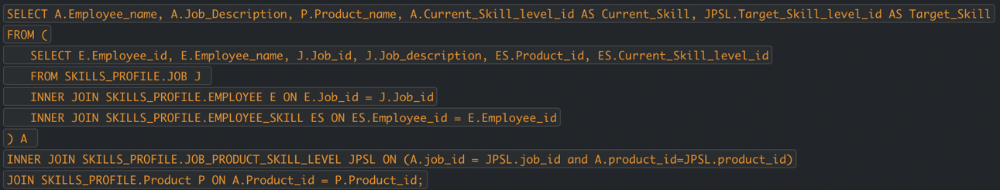 SELECT A.Employee_name, A.Job_Description, P.Product_name, A.Current_Skill_level_id AS Current_Skill, JPSL.Target_Skill_level_id AS Target_Skill
FROM (
SELECT E.Employee_id, E.Employee_name, J.Job_id, J.Job_description, ES.Product_id, ES.Current_Skill_level_id
FROM SKILLS_PROFILE.JOB J
INNER JOIN SKILLS_PROFILE.EMPLOYEE E ON E.Job_id = J.Job_id
INNER JOIN SKILLS_PROFILE.EMPLOYEE_SKILL ES ON ES.Employee_id = E.Employee_id
) A
INNER JOIN SKILLS_PROFILE.JOB_PRODUCT_SKILL_LEVEL JPSL ON (A.job_id = JPSL.job_id and A.product_id=JPSL.product_id)
JOIN SKILLS_PROFILE.Product P ON A.Product_id = P.Product_id;